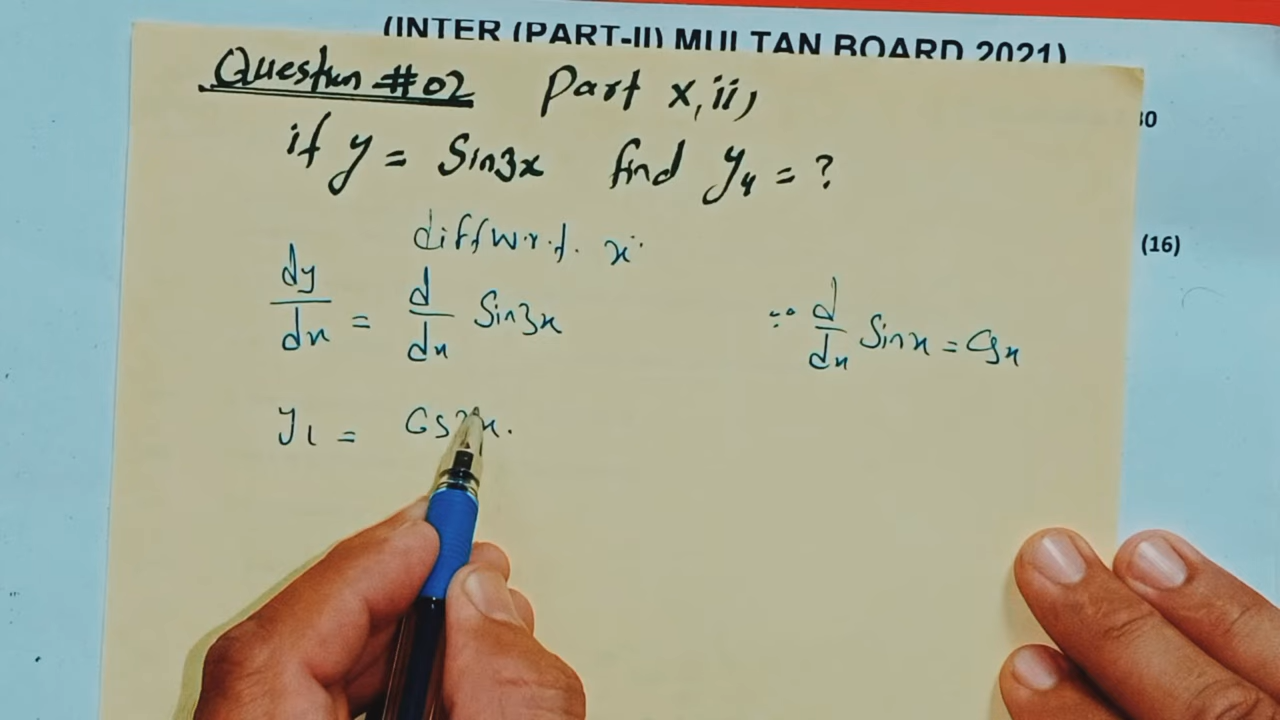 (INTER (PART-II) MULTAN BOARD 2021)
Question #02 Part x,ii,
if y = Sin3x find y₄ = ?
diff w.r.t. x
dy/dx = d/dx Sin3x
∵ d/dx Sinx = Cosx
y₁ = Cos3x.
(16)